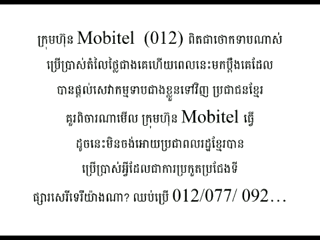 ក្រុមហ៊ុន Mobitel  (012) ពិតជាថោកទាបណាស់
ប្រើប្រាស់តំលៃថ្លៃជាងគេហើយពេលនេះមកប្ដឹងគេដែល
បានផ្ដល់សេវាកម្មទាបជាងខ្លួនទៅវិញ ប្រជាជនខ្មែរ
គួរពិចារណាមើល ក្រុមហ៊ុន Mobitel ធ្វើ
ដូចនេះមិនចង់អោយប្រជាពលរដ្ឋខ្មែរបាន
ប្រើប្រាស់អ្វីដែលជាការប្រកួតប្រជែងទី
ផ្សារសេរីទេរឺយ៉ាងណា? ឈប់ប្រើ 012/077/ 092…